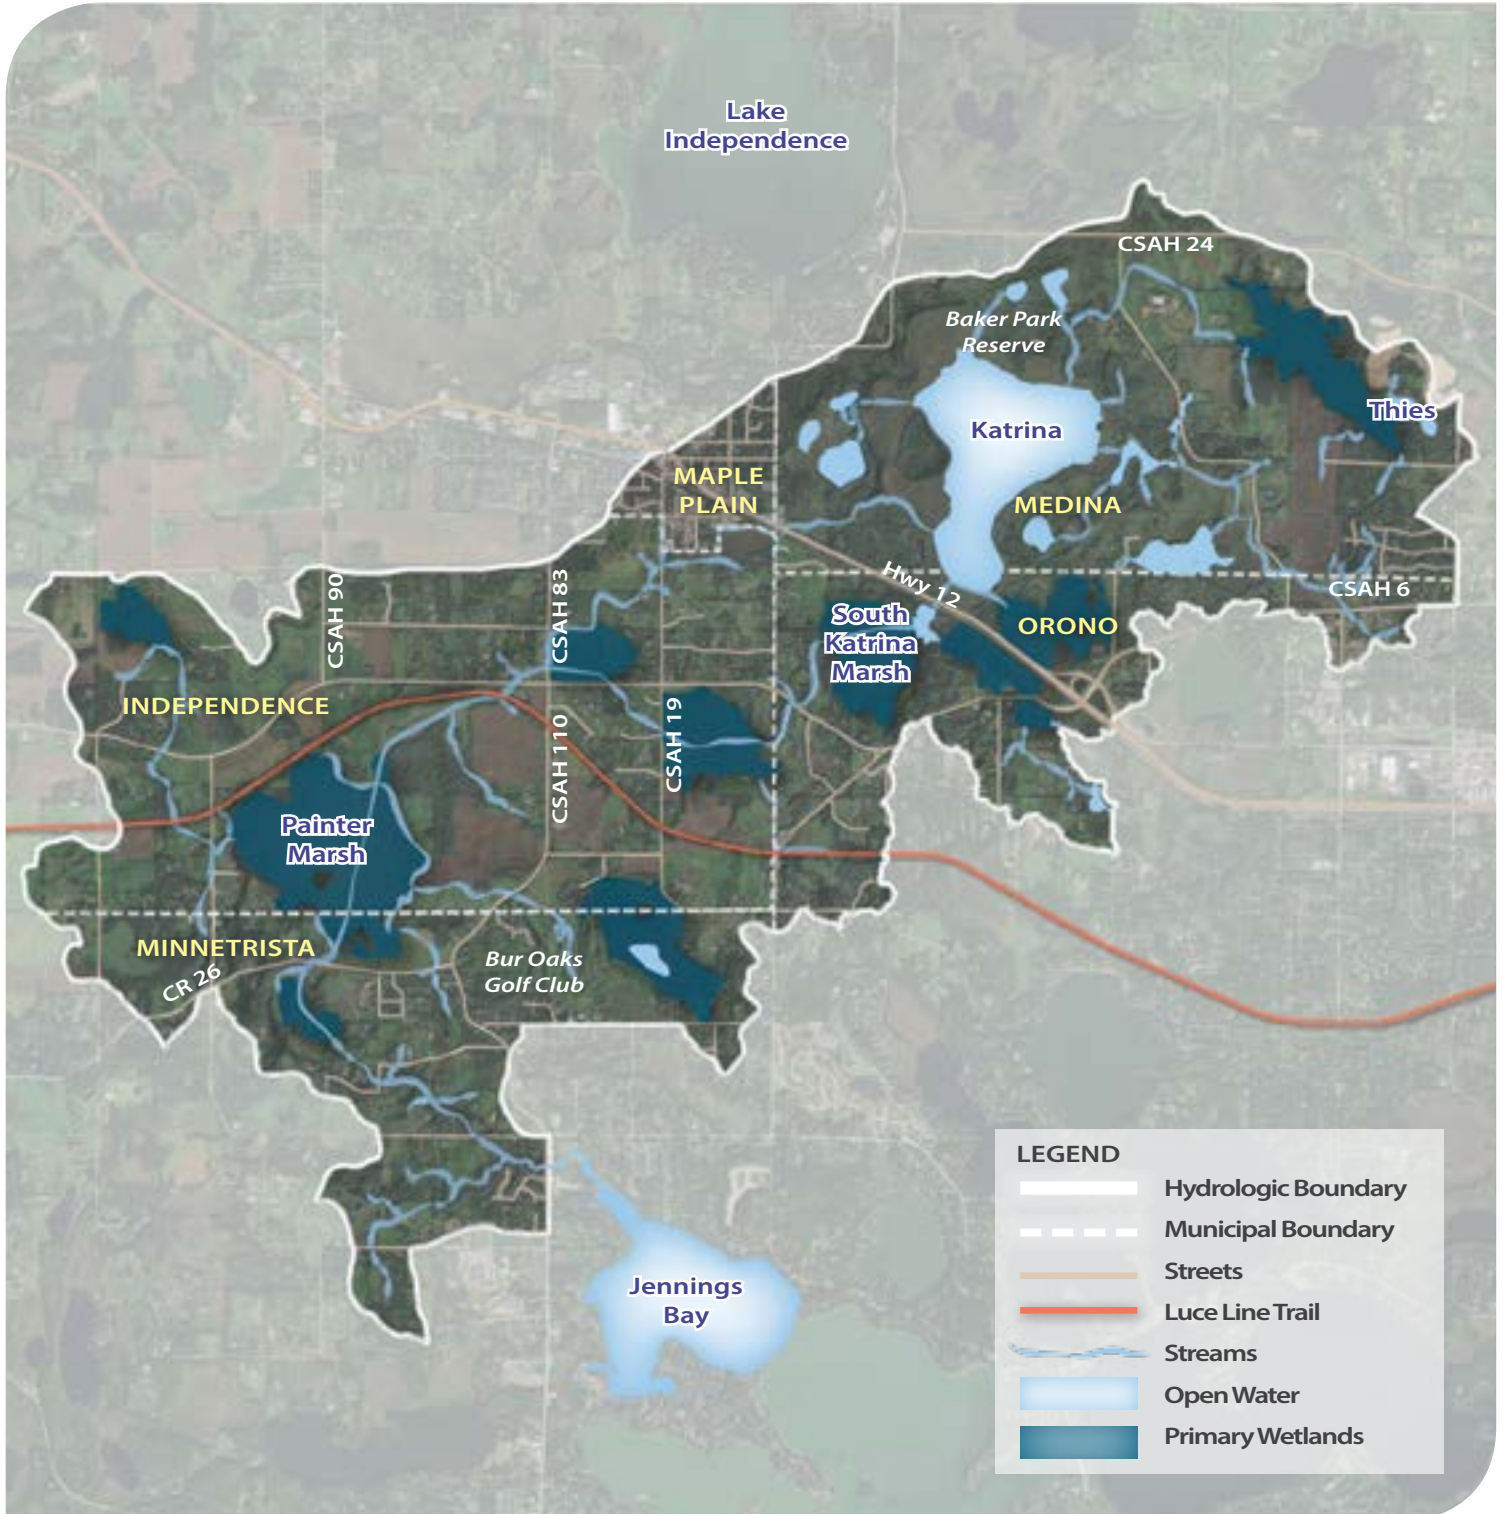 Lake
Independence
CSAH 24
Baker Park
Reserve
Thies
Katrina
MAPLE
PLAIN
MEDINA
Hwy 12
CSAH 90
CSAH 83
CSAH 6
South
Katrina
Marsh
ORONO
INDEPENDENCE
CSAH 19
CSAH 110
Painter
Marsh
MINNETRISTA
CR 26
Bur Oaks
Golf Club
Jennings
Bay
LEGEND
Hydrologic Boundary
Municipal Boundary
Streets
Luce Line Trail
Streams
Open Water
Primary Wetlands